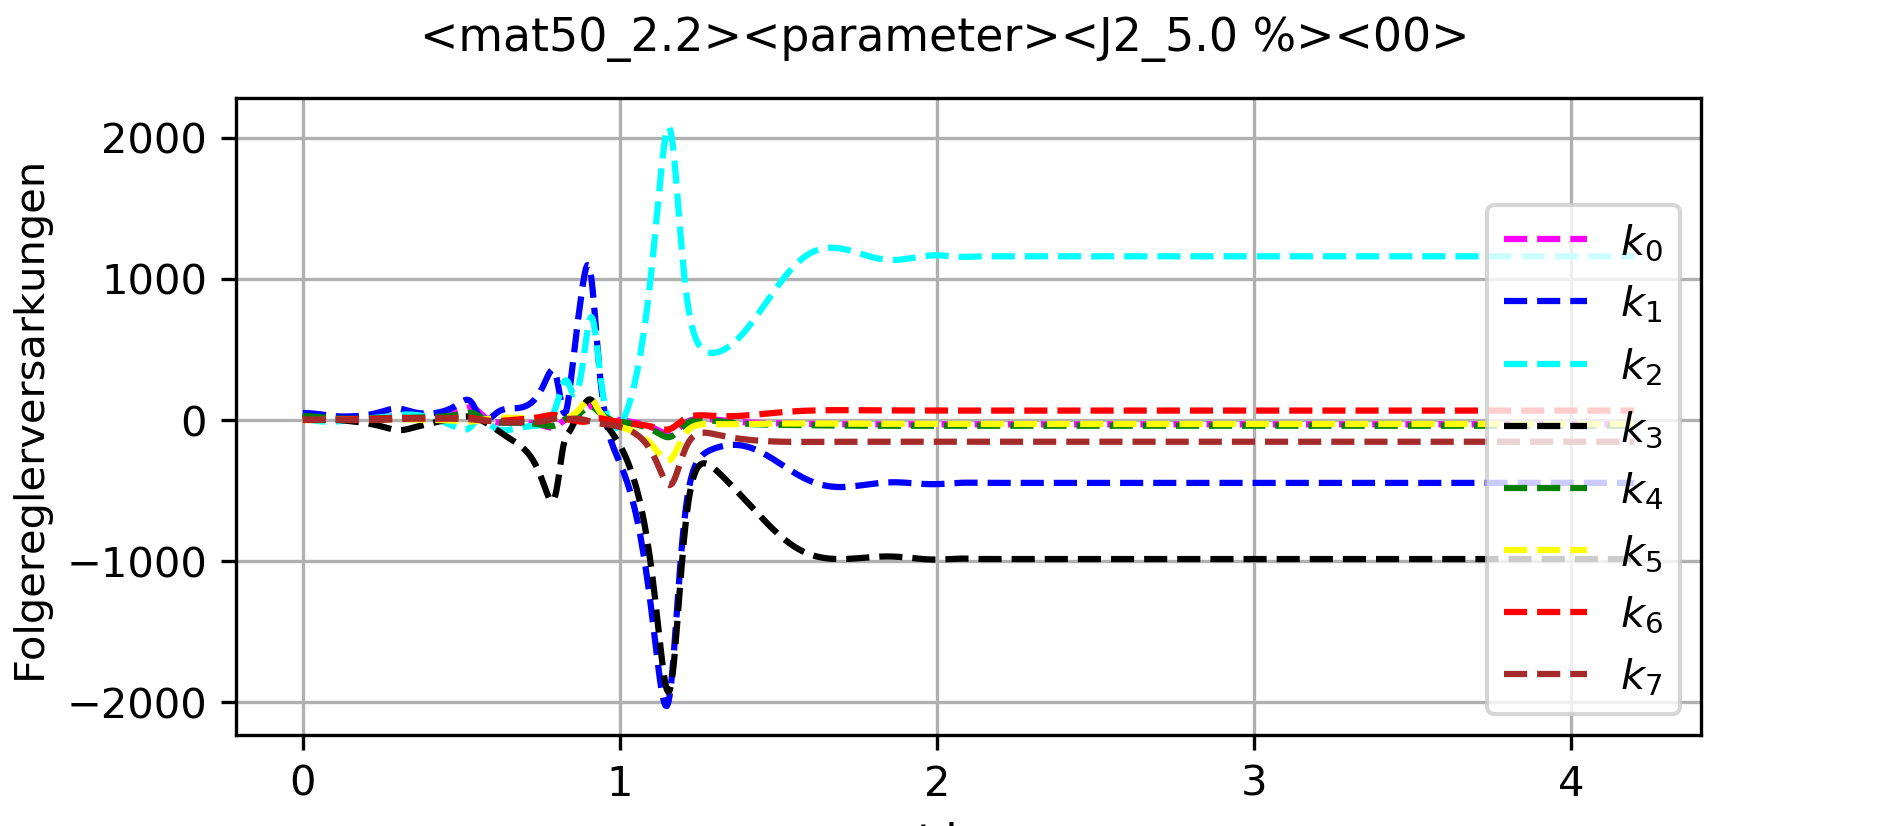 <mat50_2.2><parameter><J2_5.0 %><00>
Folgereglerversarkungen
2000
1000
0
−1000
−2000
0 1 2 3 4
k0
k1
k2
k3
k4
k5
k6
k7